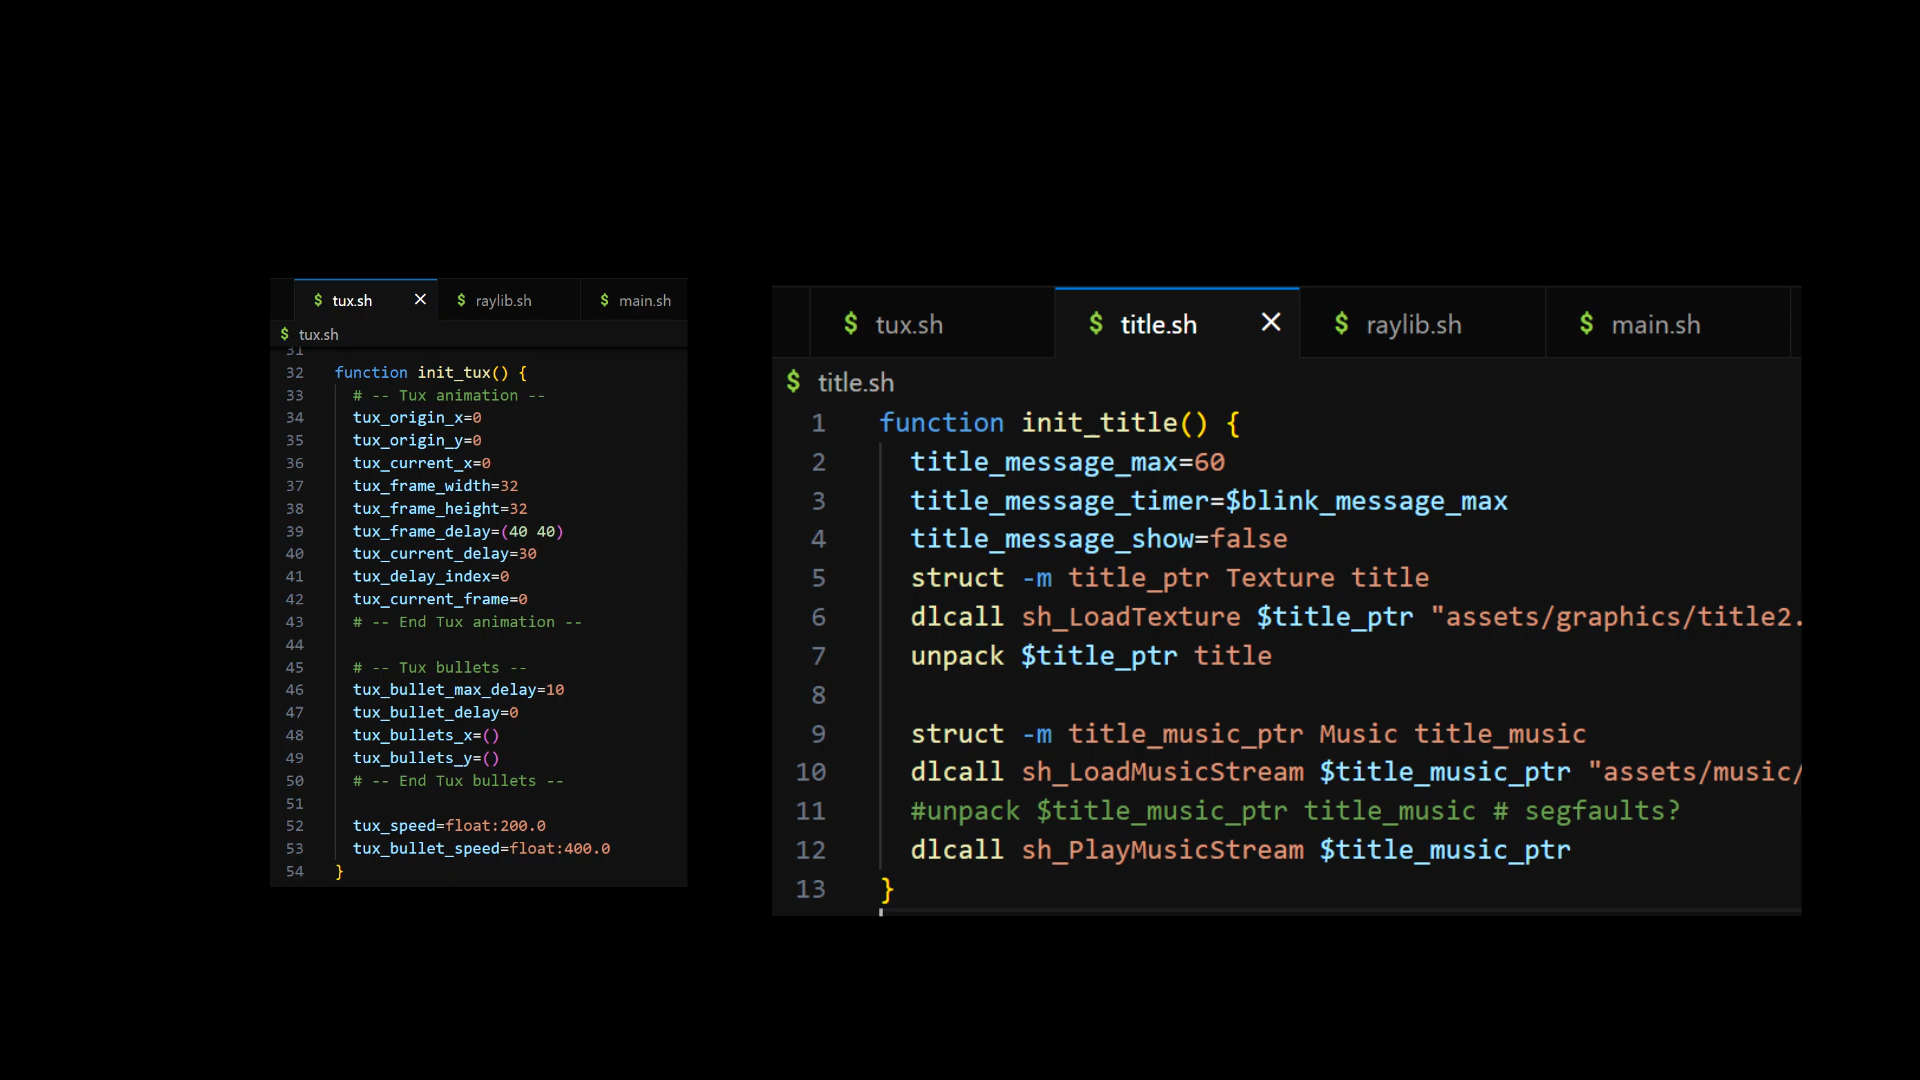 $ tux.sh × $ raylib.sh $ main.sh
$ tux.sh
31
32 function init_tux() {
33 # -- Tux animation --
34 tux_origin_x=0
35 tux_origin_y=0
36 tux_current_x=0
37 tux_frame_width=32
38 tux_frame_height=32
39 tux_frame_delay=(40 40)
40 tux_current_delay=30
41 tux_delay_index=0
42 tux_current_frame=0
43 # -- End Tux animation --
44
45 # -- Tux bullets --
46 tux_bullet_max_delay=10
47 tux_bullet_delay=0
48 tux_bullets_x=()
49 tux_bullets_y=()
50 # -- End Tux bullets --
51
52 tux_speed=float:200.0
53 tux_bullet_speed=float:400.0
54 }
$ tux.sh $ title.sh × $ raylib.sh $ main.sh
$ title.sh
1 function init_title() {
2 title_message_max=60
3 title_message_timer=$blink_message_max
4 title_message_show=false
5 struct -m title_ptr Texture title
6 dlcall sh_LoadTexture $title_ptr "assets/graphics/title2.
7 unpack $title_ptr title
8
9 struct -m title_music_ptr Music title_music
10 dlcall sh_LoadMusicStream $title_music_ptr "assets/music/
11 #unpack $title_music_ptr title_music # segfaults?
12 dlcall sh_PlayMusicStream $title_music_ptr
13 }